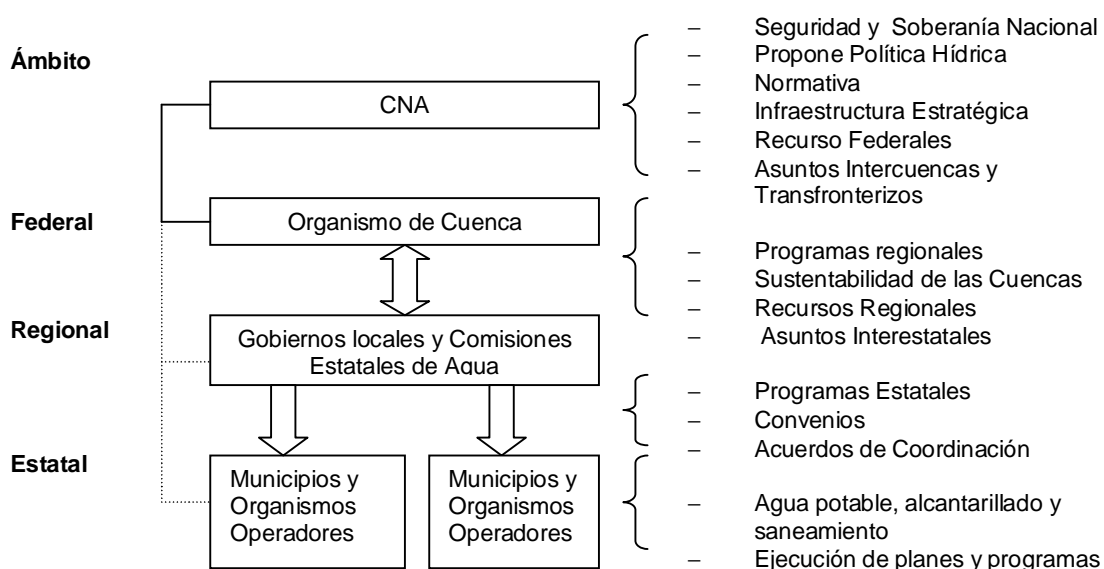 Ámbito
Federal
Regional
Estatal
CNA
Organismo de Cuenca
Gobiernos locales y Comisiones
Estatales de Agua
Municipios y
Organismos
Operadores
Municipios y
Organismos
Operadores
– Seguridad y Soberanía Nacional
– Propone Política Hídrica
– Normativa
– Infraestructura Estratégica
– Recurso Federales
– Asuntos Intercuencas y
Transfronterizos
– Programas regionales
– Sustentabilidad de las Cuencas
– Recursos Regionales
– Asuntos Interestatales
– Programas Estatales
– Convenios
– Acuerdos de Coordinación
– Agua potable, alcantarillado y
saneamiento
– Ejecución de planes y programas